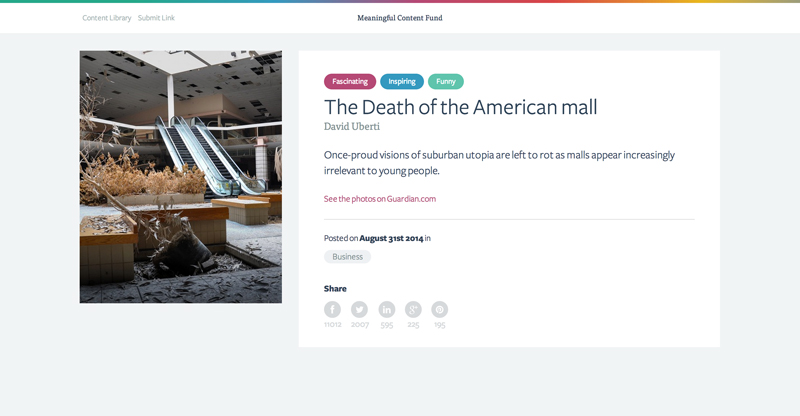 Content Library Submit Link Meaningful Content Fund
Fascinating Inspiring Funny
The Death of the American mall
David Uberti
Once-proud visions of suburban utopia are left to rot as malls appear increasingly
irrelevant to young people.
See the photos on Guardian.com
Posted on August 31st 2014 in
Business
Share
11012 2007 595 225 195